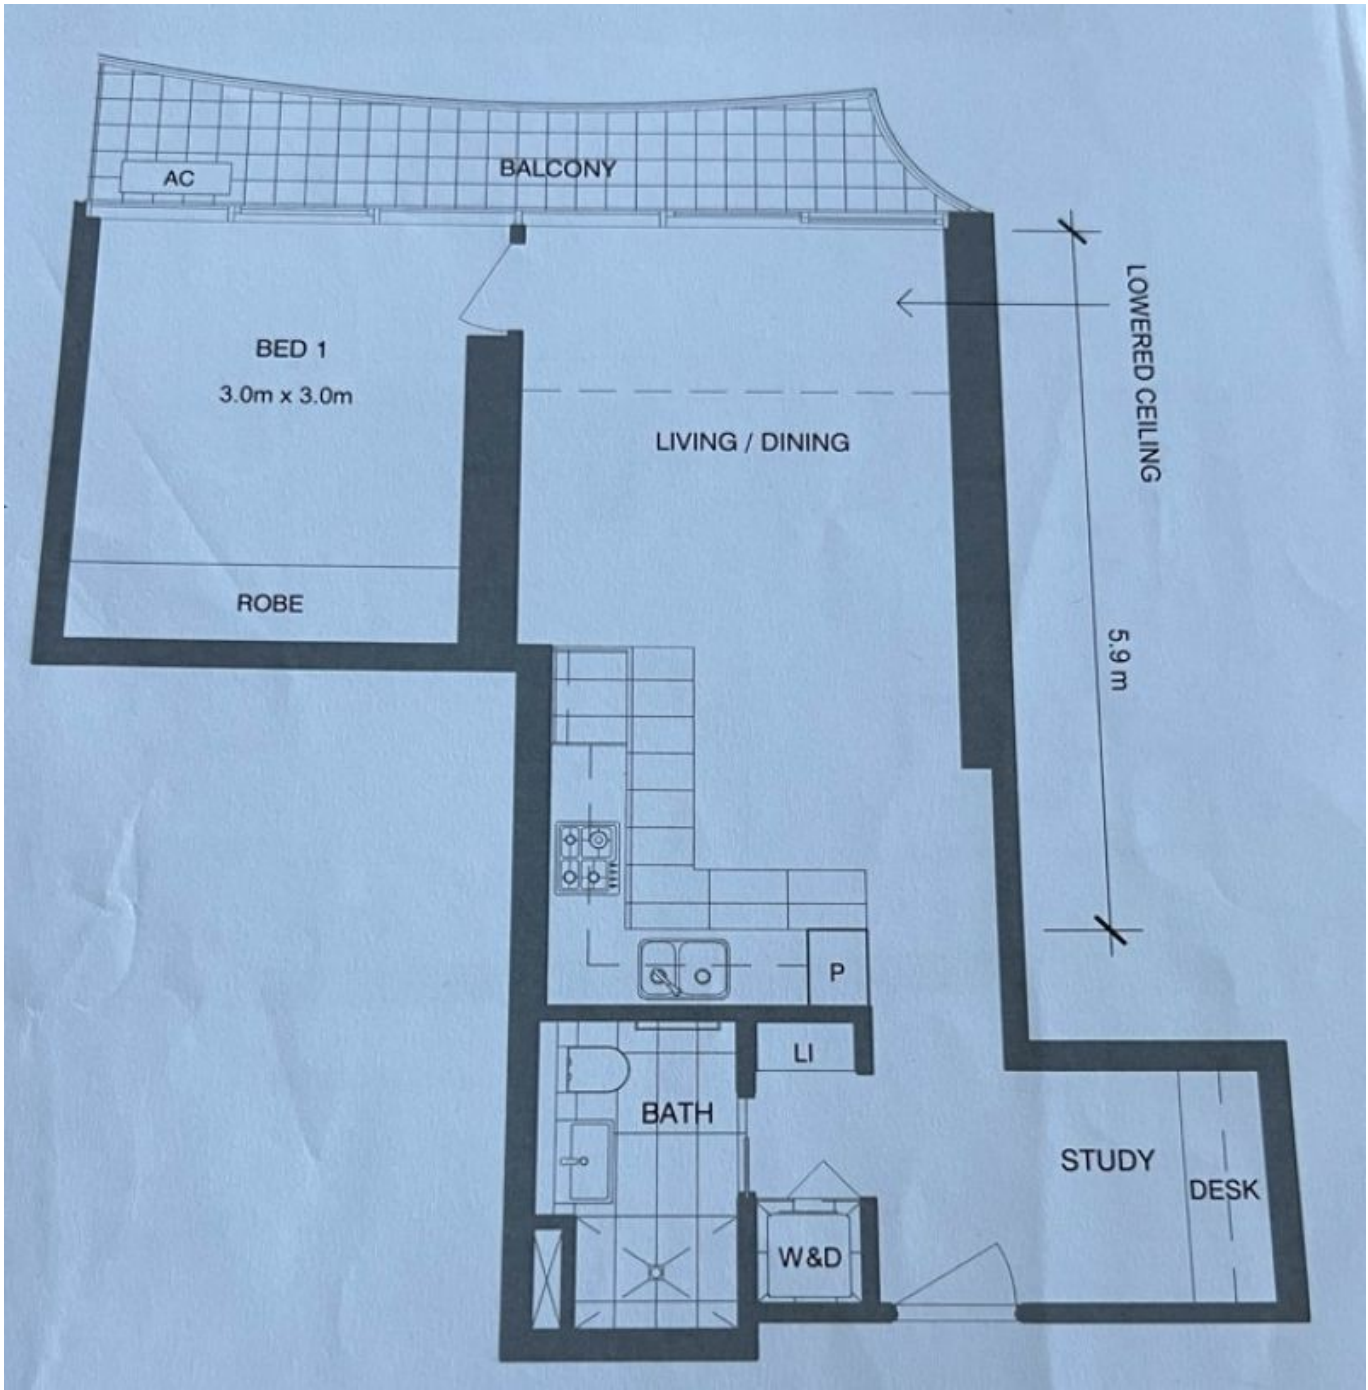 BALCONY
AC
LOWERED CEILING
BED 1
3.0m x 3.0m
LIVING / DINING
ROBE
5.9 m
P
LI
BATH
STUDY
DESK
W&D